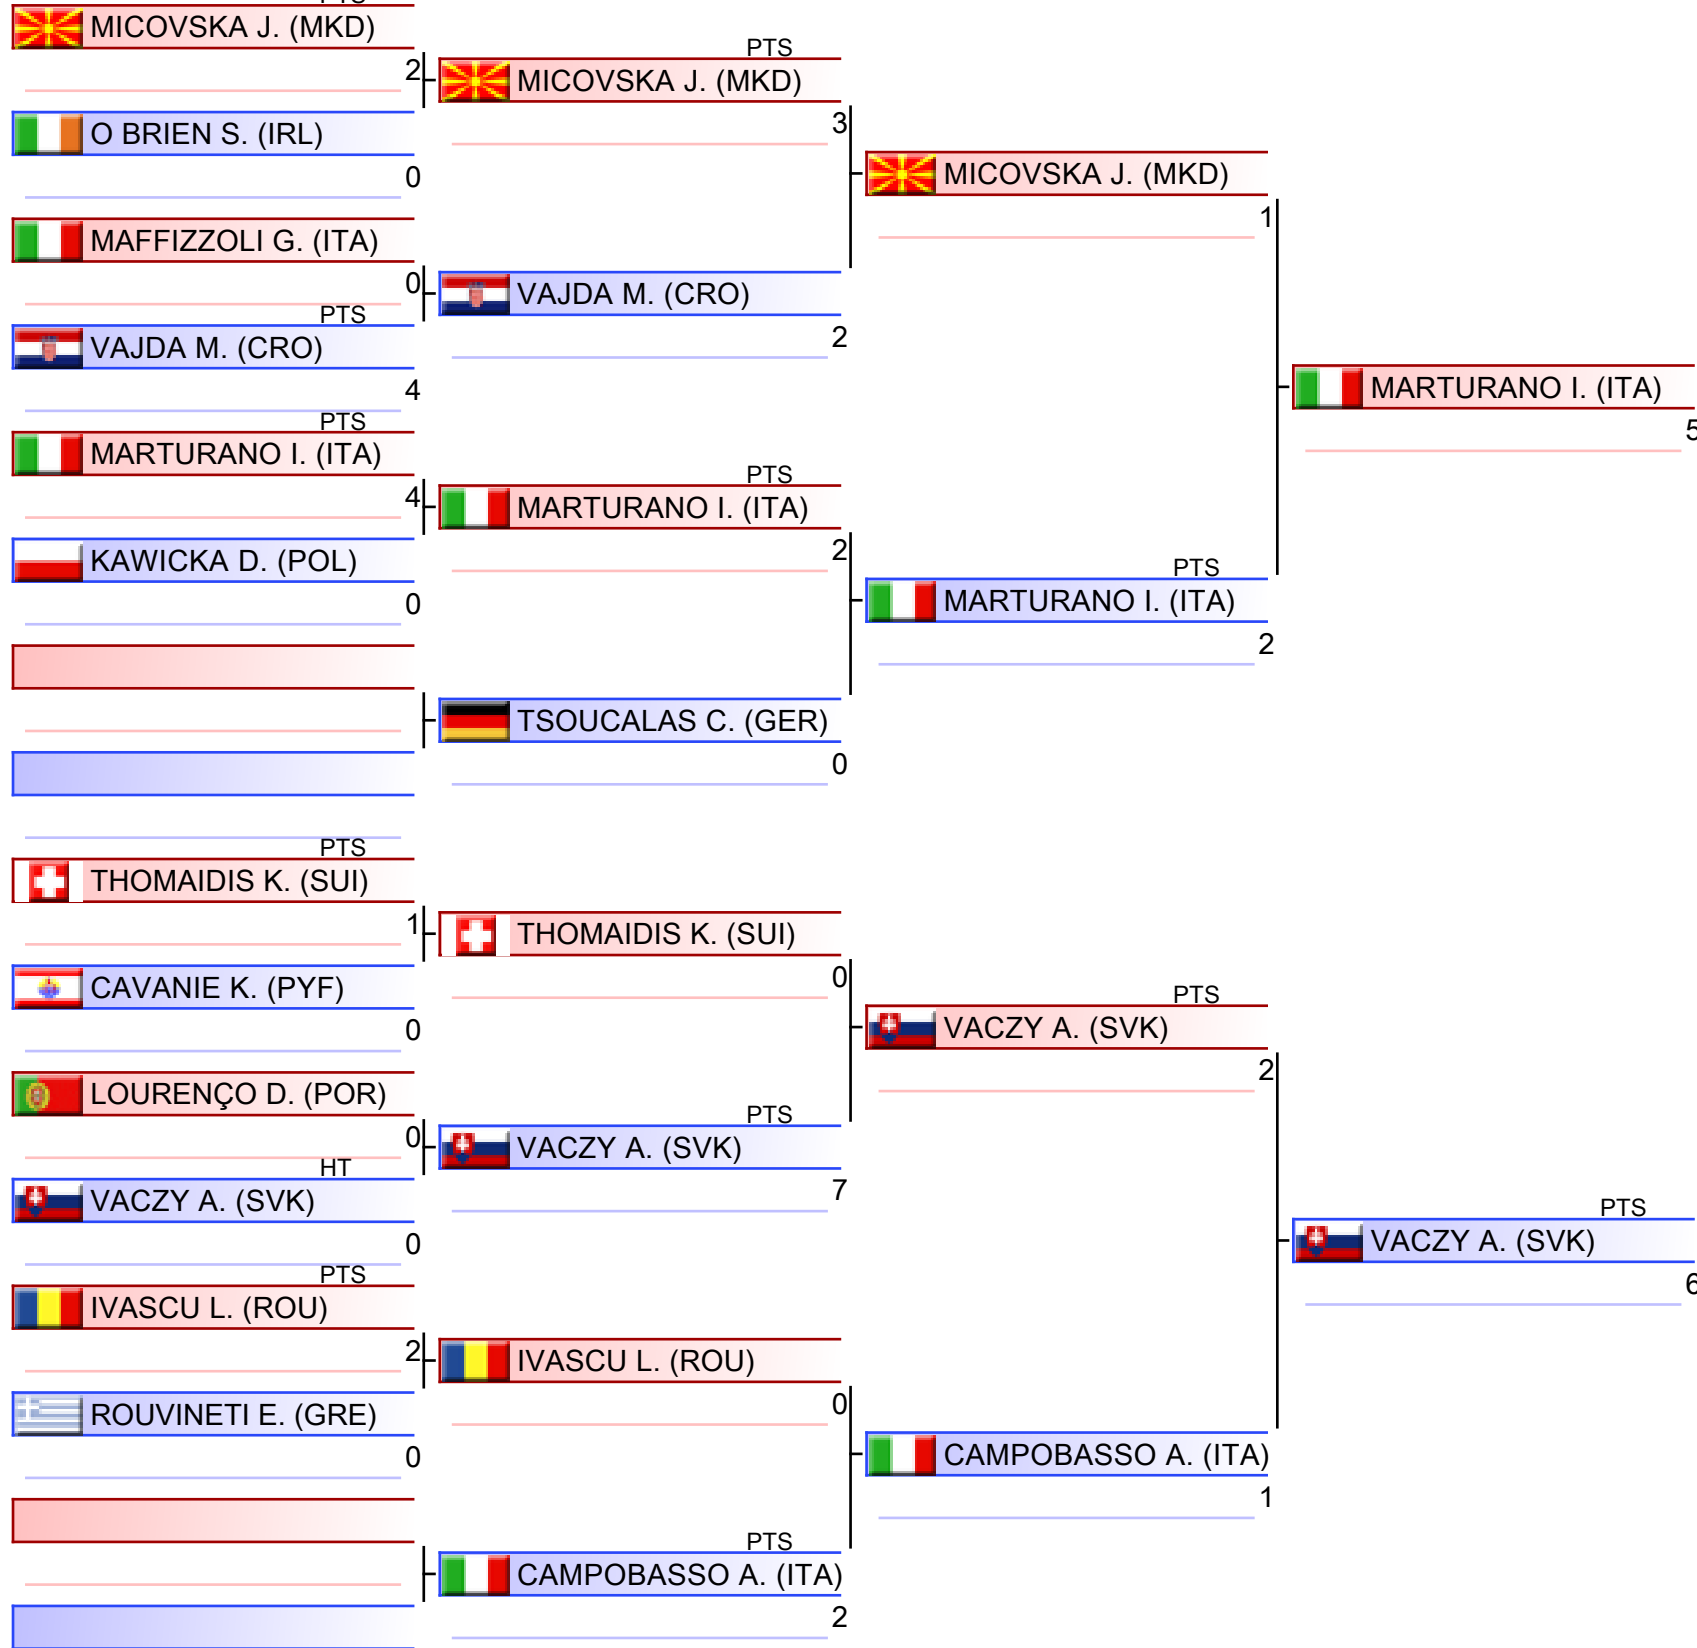 PTS
MICOVSKA J. (MKD)
2
O BRIEN S. (IRL)
0
MAFFIZZOLI G. (ITA)
0
PTS
VAJDA M. (CRO)
4
PTS
MARTURANO I. (ITA)
4
KAWICKA D. (POL)
0
PTS
THOMAIDIS K. (SUI)
1
CAVANIE K. (PYF)
0
LOURENÇO D. (POR)
0
HT
VACZY A. (SVK)
0
PTS
IVASCU L. (ROU)
2
ROUVINETI E. (GRE)
0
PTS
MICOVSKA J. (MKD)
3
VAJDA M. (CRO)
2
PTS
MARTURANO I. (ITA)
2
TSOUCALAS C. (GER)
0
THOMAIDIS K. (SUI)
0
PTS
VACZY A. (SVK)
7
IVASCU L. (ROU)
0
PTS
CAMPOBASSO A. (ITA)
2
MICOVSKA J. (MKD)
1
PTS
MARTURANO I. (ITA)
2
PTS
VACZY A. (SVK)
2
CAMPOBASSO A. (ITA)
1
MARTURANO I. (ITA)
5
PTS
VACZY A. (SVK)
6